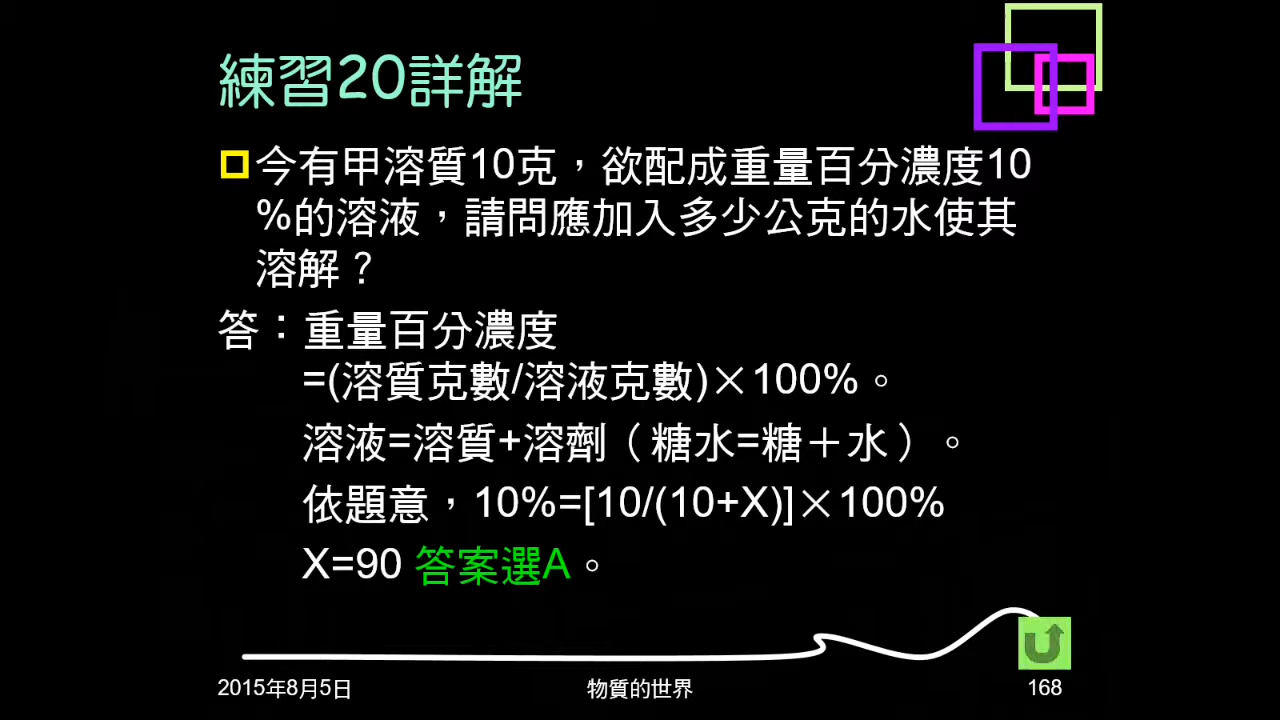 練習20詳解
今有甲溶質10克，欲配成重量百分濃度10
%的溶液，請問應加入多少公克的水使其
溶解？
答：重量百分濃度
=(溶質克數/溶液克數)×100%。
溶液=溶質+溶劑（糖水=糖＋水）。
依題意，10%=[10/(10+X)]×100%
X=90 答案選A。
2015年8月5日 物質的世界 168